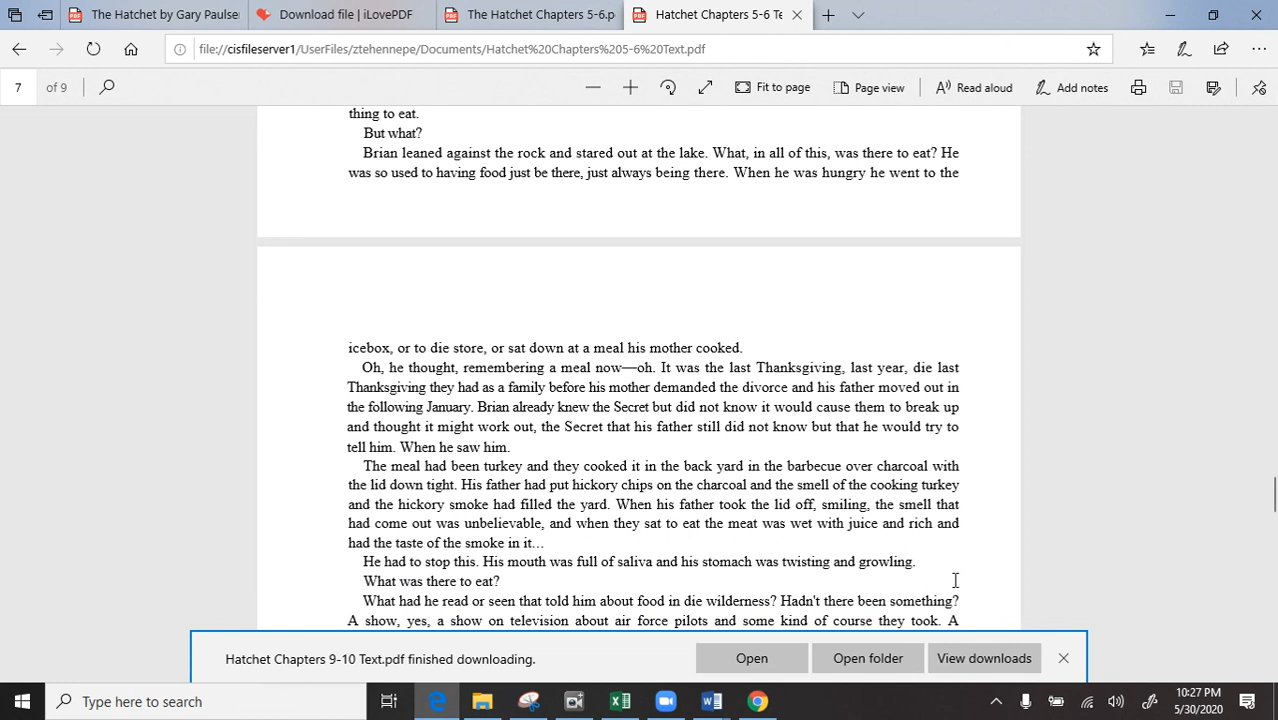 The Hatchet by Gary Paulse
Download file | iLovePDF
The Hatchet Chapters 5-6.p
Hatchet Chapters 5-6 Te
file://cisfileserver1/UserFiles/ztehennepe/Documents/Hatchet%20Chapters%205-6%20Text.pdf
7 of 9
Fit to page
Page view
Read aloud
Add notes
thing to eat.
But what?
Brian leaned against the rock and stared out at the lake. What, in all of this, was there to eat? He
was so used to having food just be there, just always being there. When he was hungry he went to the
icebox, or to die store, or sat down at a meal his mother cooked.
Oh, he thought, remembering a meal now—oh. It was the last Thanksgiving, last year, die last
Thanksgiving they had as a family before his mother demanded the divorce and his father moved out in
the following January. Brian already knew the Secret but did not know it would cause them to break up
and thought it might work out, the Secret that his father still did not know but that he would try to
tell him. When he saw him.
The meal had been turkey and they cooked it in the back yard in the barbecue over charcoal with
the lid down tight. His father had put hickory chips on the charcoal and the smell of the cooking turkey
and the hickory smoke had filled the yard. When his father took the lid off, smiling, the smell that
had come out was unbelievable, and when they sat to eat the meat was wet with juice and rich and
had the taste of the smoke in it…
He had to stop this. His mouth was full of saliva and his stomach was twisting and growling.
What was there to eat?
What had he read or seen that told him about food in die wilderness? Hadn't there been something?
A show, yes, a show on television about air force pilots and some kind of course they took. A
Hatchet Chapters 9-10 Text.pdf finished downloading.
Open
Open folder
View downloads
Type here to search
10:27 PM
5/30/2020